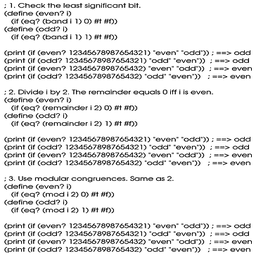 ; 1. Check the least significant bit.
(define (even? i)
(if (eq? (band i 1) 0) #t #f))
(define (odd? i)
(if (eq? (band i 1) 1) #t #f))
(print (if (even? 12345678987654321) "even" "odd")) ; ==> odd
(print (if (odd? 12345678987654321) "odd" "even")) ; ==> odd
(print (if (even? 1234567898765432) "even" "odd")) ; ==> even
(print (if (odd? 1234567898765432) "odd" "even")) ; ==> even
; 2. Divide i by 2. The remainder equals 0 iff i is even.
(define (even? i)
(if (eq? (remainder i 2) 0) #t #f))
(define (odd? i)
(if (eq? (remainder i 2) 1) #t #f))
(print (if (even? 12345678987654321) "even" "odd")) ; ==> odd
(print (if (odd? 12345678987654321) "odd" "even")) ; ==> odd
(print (if (even? 1234567898765432) "even" "odd")) ; ==> even
(print (if (odd? 1234567898765432) "odd" "even")) ; ==> even
; 3. Use modular congruences. Same as 2.
(define (even? i)
(if (eq? (mod i 2) 0) #t #f))
(define (odd? i)
(if (eq? (mod i 2) 1) #t #f))
(print (if (even? 12345678987654321) "even" "odd")) ; ==> odd
(print (if (odd? 12345678987654321) "odd" "even")) ; ==> odd
(print (if (even? 1234567898765432) "even" "odd")) ; ==> even
(print (if (odd? 1234567898765432) "odd" "even")) ; ==> even